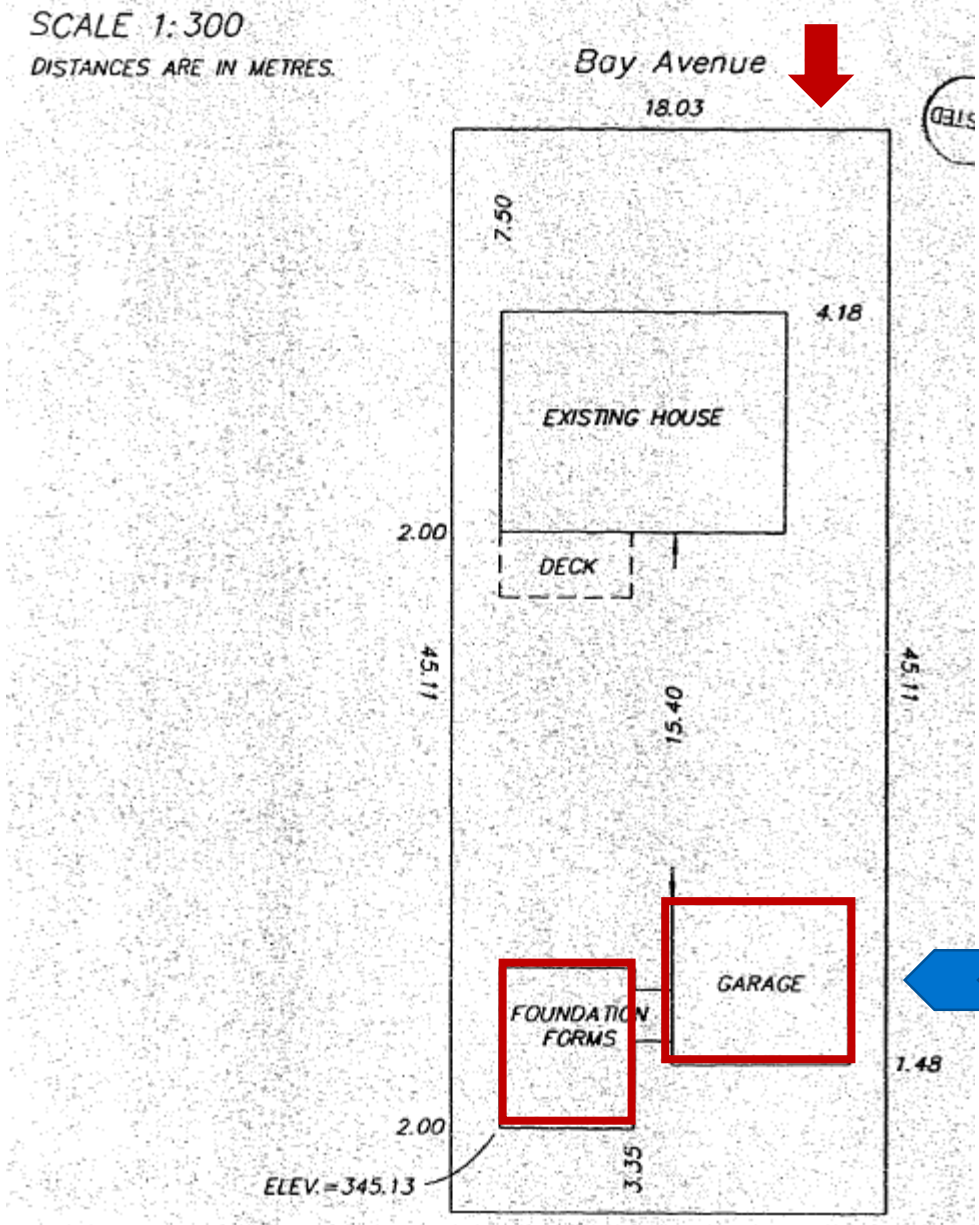 SCALE 1:300
DISTANCES ARE IN METRES.
Bay Avenue
18.03
7.50
4.18
EXISTING HOUSE
2.00
DECK
45.11
45.11
15.40
GARAGE
FOUNDATION
FORMS
1.48
2.00
3.35
ELEV.=345.13